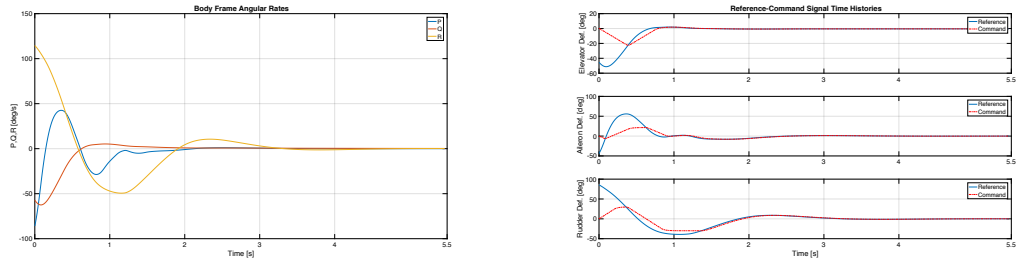 Body Frame Angular Rates
150
100
50
0
-50
-100
P,Q,R [deg/s]
P
Q
R
0 1 2 3 4 5.5
Time [s]
Reference-Command Signal Time Histories
20
0
-20
-40
-60
Elevator Def. [deg]
Reference
Command
0 1 2 3 4 5.5
100
50
0
-50
Aileron Def. [deg]
Reference
Command
0 1 2 3 4 5.5
100
50
0
-50
Rudder Def. [deg]
Reference
Command
0 1 2 3 4 5.5
Time [s]